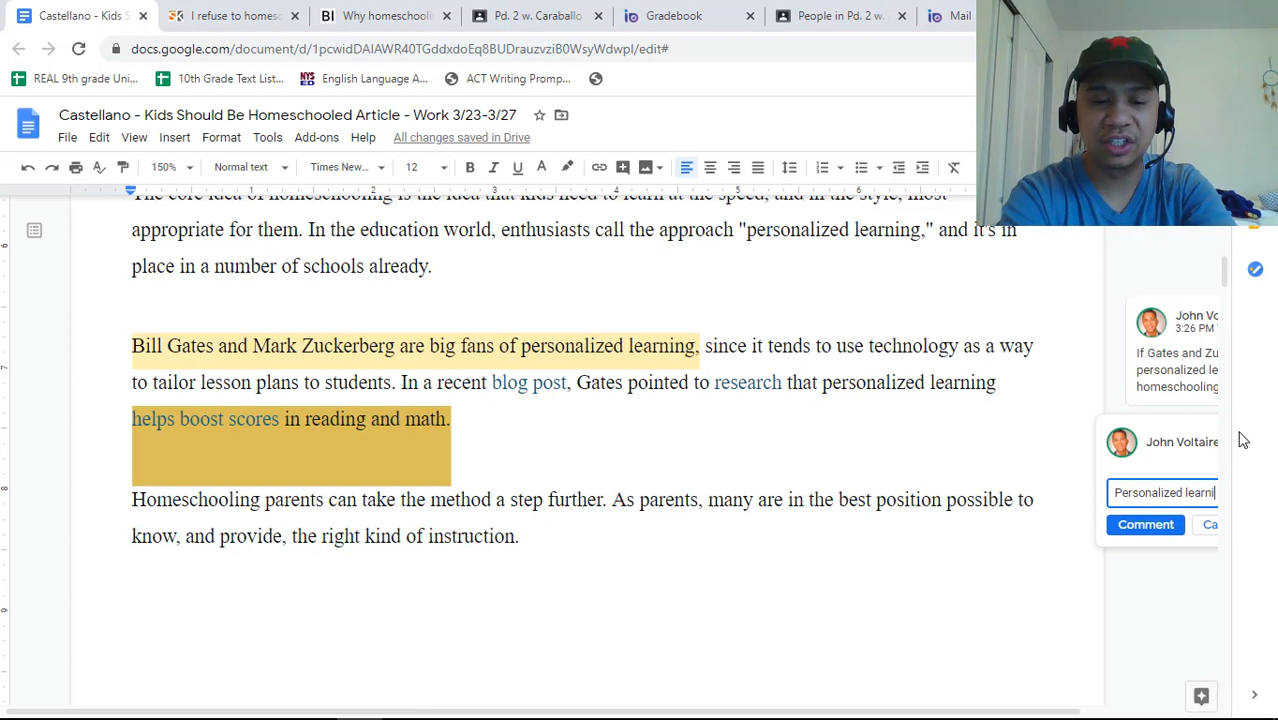 Castellano - Kids S
I refuse to homesc
Why homeschoolin
Pd. 2 w. Caraballo
Gradebook
People in Pd. 2 w.
Mail
docs.google.com/document/d/1pcwidDAIAWR40TGddxdoEq8BUDrauzvziB0WsyWdwpI/edit#
REAL 9th grade Uni...
10th Grade Text List...
English Language A...
ACT Writing Promp...
Castellano - Kids Should Be Homeschooled Article - Work 3/23-3/27
File Edit View Insert Format Tools Add-ons Help All changes saved in Drive
150% Normal text Times New... 12
The core idea of homeschooling is the idea that kids need to learn at the speed, and in the style, most
appropriate for them. In the education world, enthusiasts call the approach "personalized learning," and it's in
place in a number of schools already.
Bill Gates and Mark Zuckerberg are big fans of personalized learning, since it tends to use technology as a way
to tailor lesson plans to students. In a recent blog post, Gates pointed to research that personalized learning
helps boost scores in reading and math.
Homeschooling parents can take the method a step further. As parents, many are in the best position possible to
know, and provide, the right kind of instruction.
John Vo
3:26 PM
If Gates and Zu
personalized le
homeschooling
John Voltaire
Personalized learni
Comment
Ca